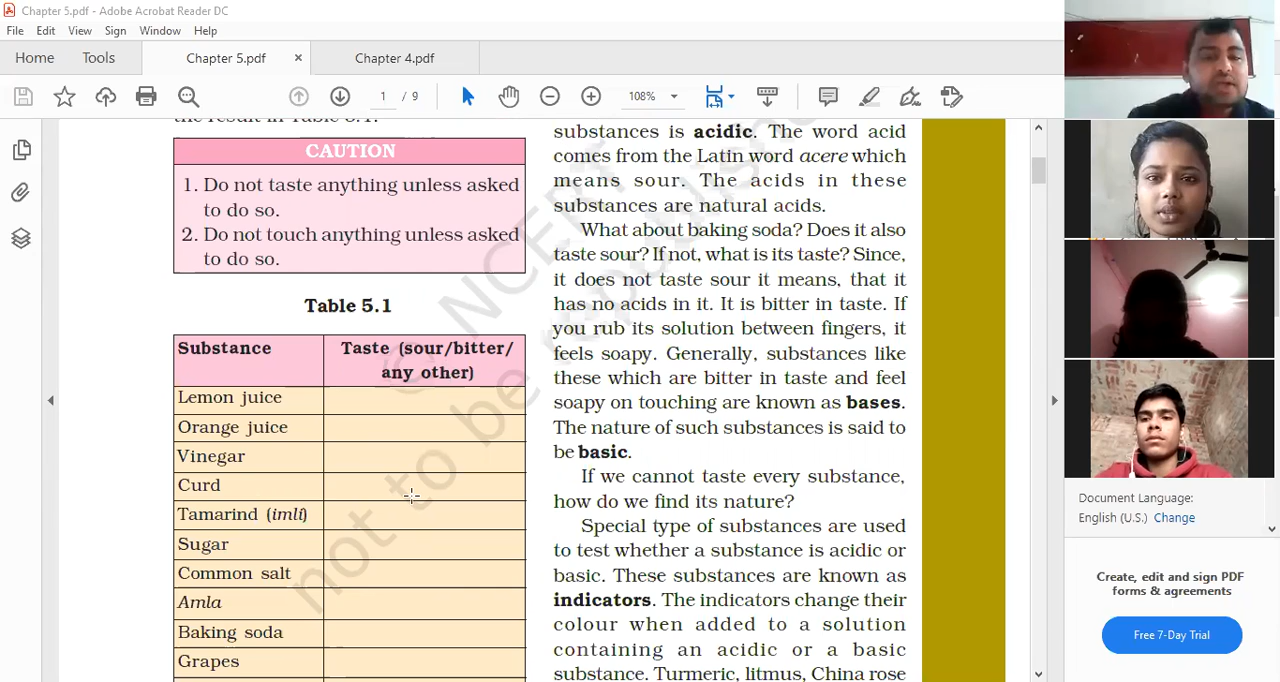 Chapter 5.pdf - Adobe Acrobat Reader DC
File Edit View Sign Window Help
Home Tools Chapter 5.pdf × Chapter 4.pdf
1 / 9 108%
the result in Table 5.1.
CAUTION
1. Do not taste anything unless asked
to do so.
2. Do not touch anything unless asked
to do so.
Table 5.1
Substance Taste (sour/bitter/
any other)
Lemon juice
Orange juice
Vinegar
Curd
Tamarind (imli)
Sugar
Common salt
Amla
Baking soda
Grapes
substances is acidic. The word acid
comes from the Latin word acere which
means sour. The acids in these
substances are natural acids.
What about baking soda? Does it also
taste sour? If not, what is its taste? Since,
it does not taste sour it means, that it
has no acids in it. It is bitter in taste. If
you rub its solution between fingers, it
feels soapy. Generally, substances like
these which are bitter in taste and feel
soapy on touching are known as bases.
The nature of such substances is said to
be basic.
If we cannot taste every substance,
how do we find its nature?
Special type of substances are used
to test whether a substance is acidic or
basic. These substances are known as
indicators. The indicators change their
colour when added to a solution
containing an acidic or a basic
substance. Turmeric, litmus, China rose
© NCERT
not to be republished
Document Language:
English (U.S.) Change
Create, edit and sign PDF
forms & agreements
Free 7-Day Trial